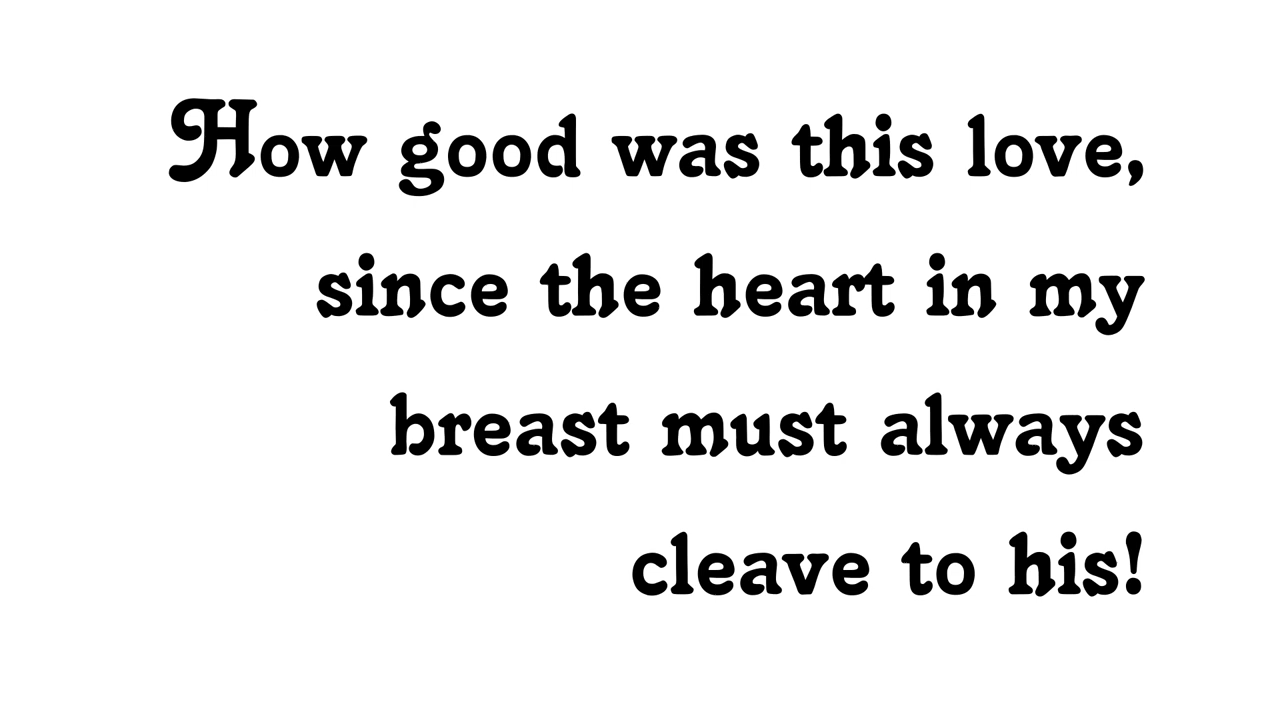 How good was this love,
since the heart in my
breast must always
cleave to his!